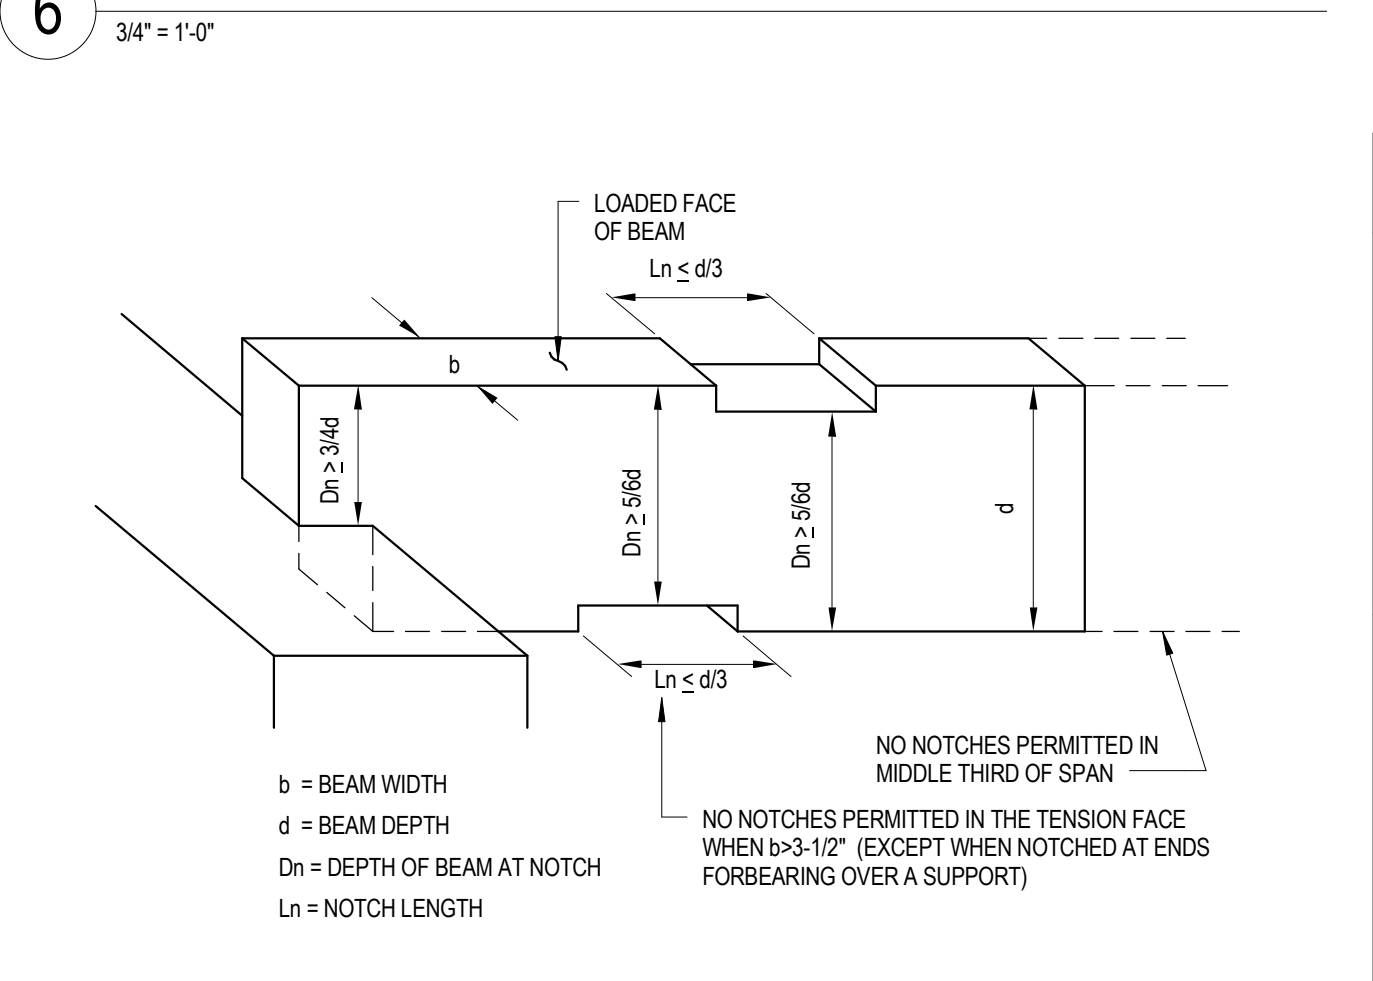 6
3/4" = 1'-0"
LOADED FACE
OF BEAM
Ln ≤ d/3
b
Dn ≥ 3/4d
Dn ≥ 5/6d
Dn ≥ 5/6d
d
Ln ≤ d/3
NO NOTCHES PERMITTED IN
MIDDLE THIRD OF SPAN
NO NOTCHES PERMITTED IN THE TENSION FACE
WHEN b>3-1/2" (EXCEPT WHEN NOTCHED AT ENDS
FORBEARING OVER A SUPPORT)
b = BEAM WIDTH
d = BEAM DEPTH
Dn = DEPTH OF BEAM AT NOTCH
Ln = NOTCH LENGTH